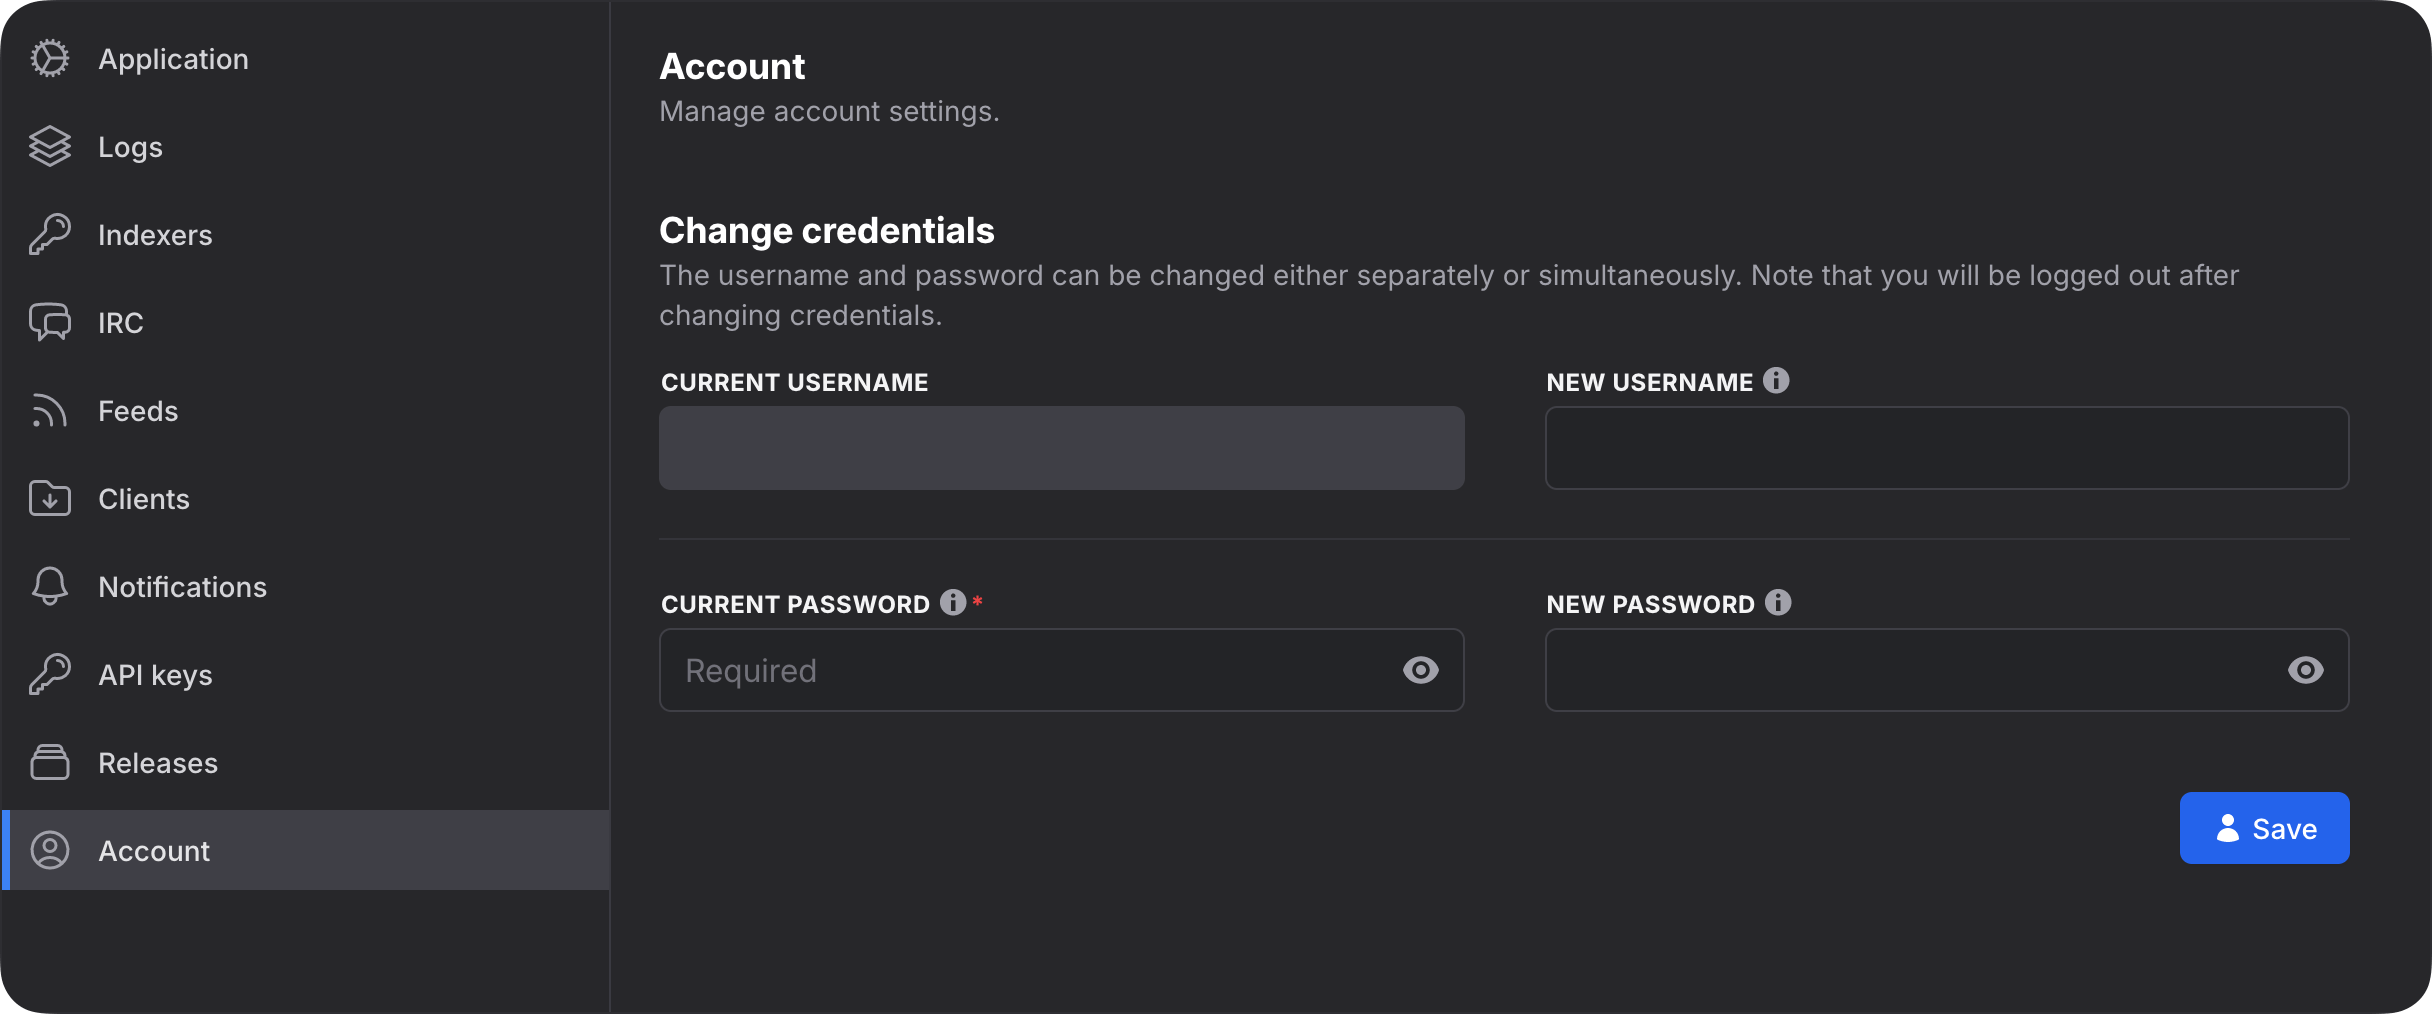 Application
Logs
Indexers
IRC
Feeds
Clients
Notifications
API keys
Releases
Account
Account
Manage account settings.
Change credentials
The username and password can be changed either separately or simultaneously. Note that you will be logged out after
changing credentials.
CURRENT USERNAME
NEW USERNAME
CURRENT PASSWORD *
NEW PASSWORD
Required
Save